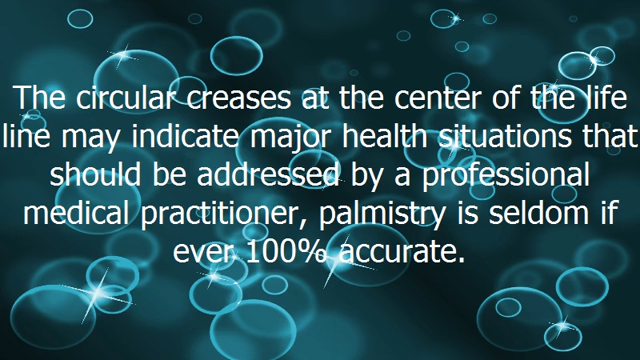 The circular creases at the center of the life
line may indicate major health situations that
should be addressed by a professional
medical practitioner, palmistry is seldom if
ever 100% accurate.